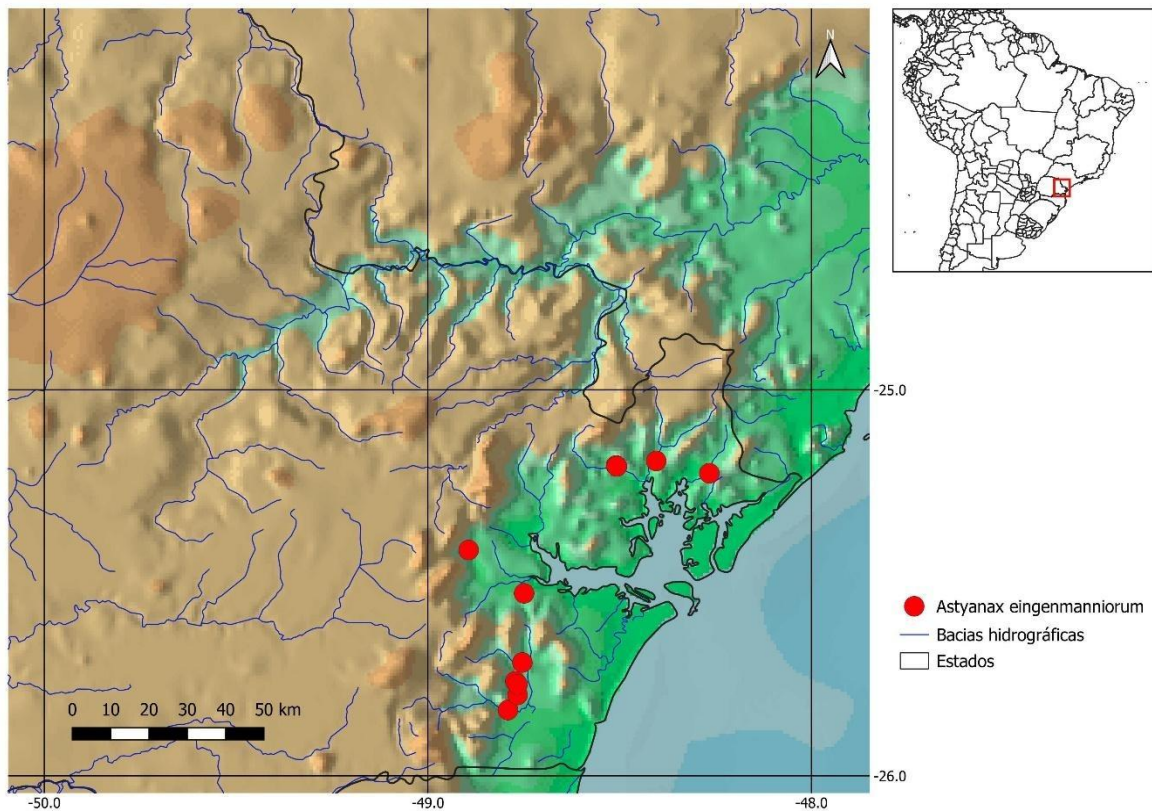 N
-25.0
Astyanax eingenmanniorum
Bacias hidrográficas
Estados
0 10 20 30 40 50 km
-26.0
-50.0 -49.0 -48.0